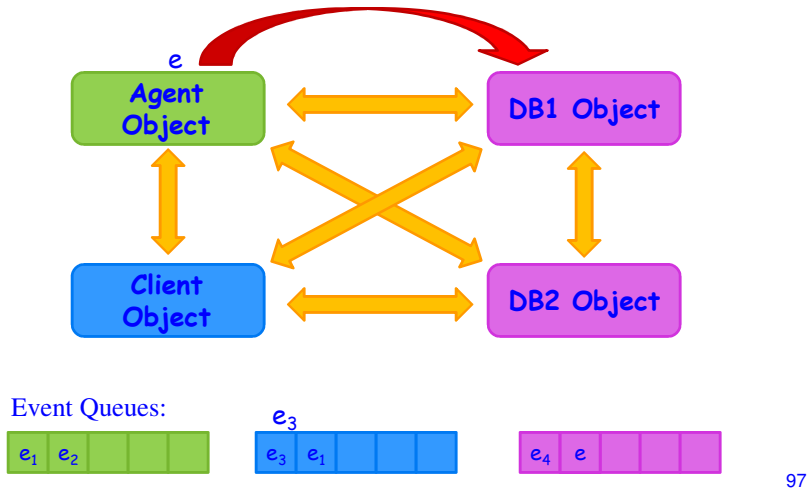 e
Agent
Object
DB1 Object
Client
Object
DB2 Object
Event Queues:
e₃
e₁ e₂
e₃ e₁
e₄ e
97